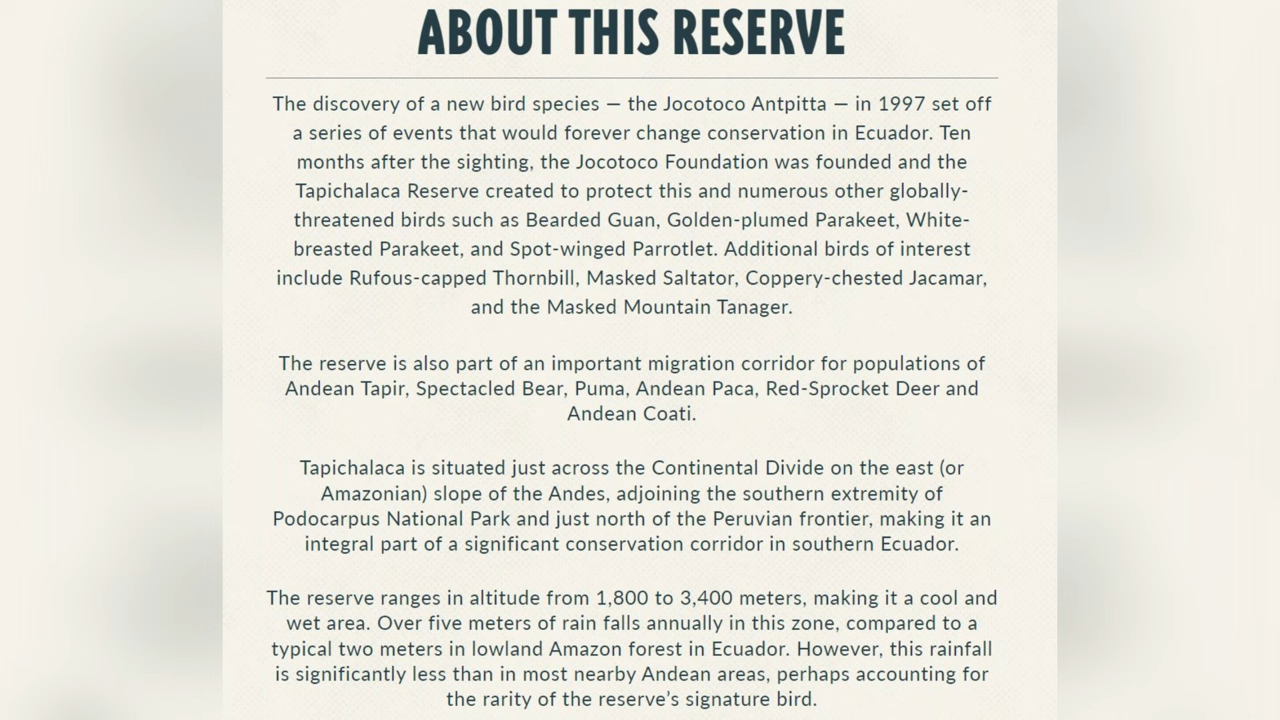 ABOUT THIS RESERVE
The discovery of a new bird species — the Jocotoco Antpitta — in 1997 set off
a series of events that would forever change conservation in Ecuador. Ten
months after the sighting, the Jocotoco Foundation was founded and the
Tapichalaca Reserve created to protect this and numerous other globally-
threatened birds such as Bearded Guan, Golden-plumed Parakeet, White-
breasted Parakeet, and Spot-winged Parrotlet. Additional birds of interest
include Rufous-capped Thornbill, Masked Saltator, Coppery-chested Jacamar,
and the Masked Mountain Tanager.
The reserve is also part of an important migration corridor for populations of
Andean Tapir, Spectacled Bear, Puma, Andean Paca, Red-Sprocket Deer and
Andean Coati.
Tapichalaca is situated just across the Continental Divide on the east (or
Amazonian) slope of the Andes, adjoining the southern extremity of
Podocarpus National Park and just north of the Peruvian frontier, making it an
integral part of a significant conservation corridor in southern Ecuador.
The reserve ranges in altitude from 1,800 to 3,400 meters, making it a cool and
wet area. Over five meters of rain falls annually in this zone, compared to a
typical two meters in lowland Amazon forest in Ecuador. However, this rainfall
is significantly less than in most nearby Andean areas, perhaps accounting for
the rarity of the reserve’s signature bird.